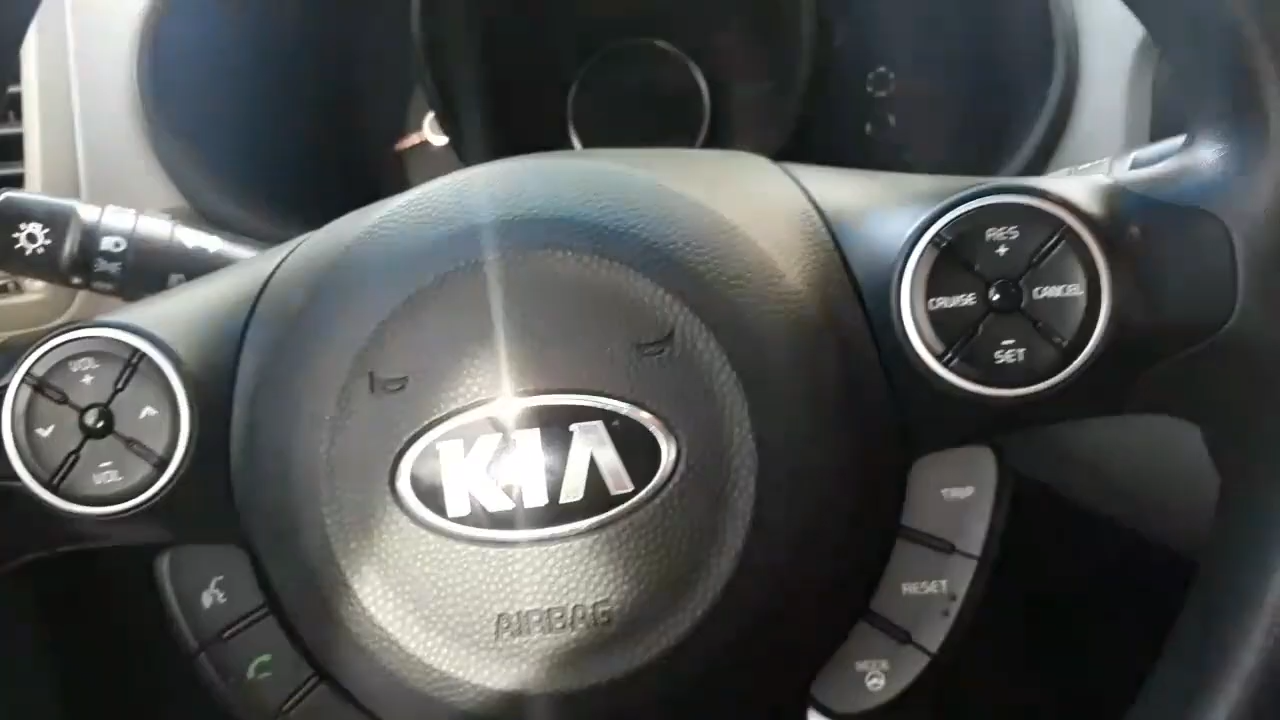 RES
+
CRUISE
CANCEL
−
SET
VOL
+
−
VOL
KIA
AIRBAG
TRIP
RESET
MODE